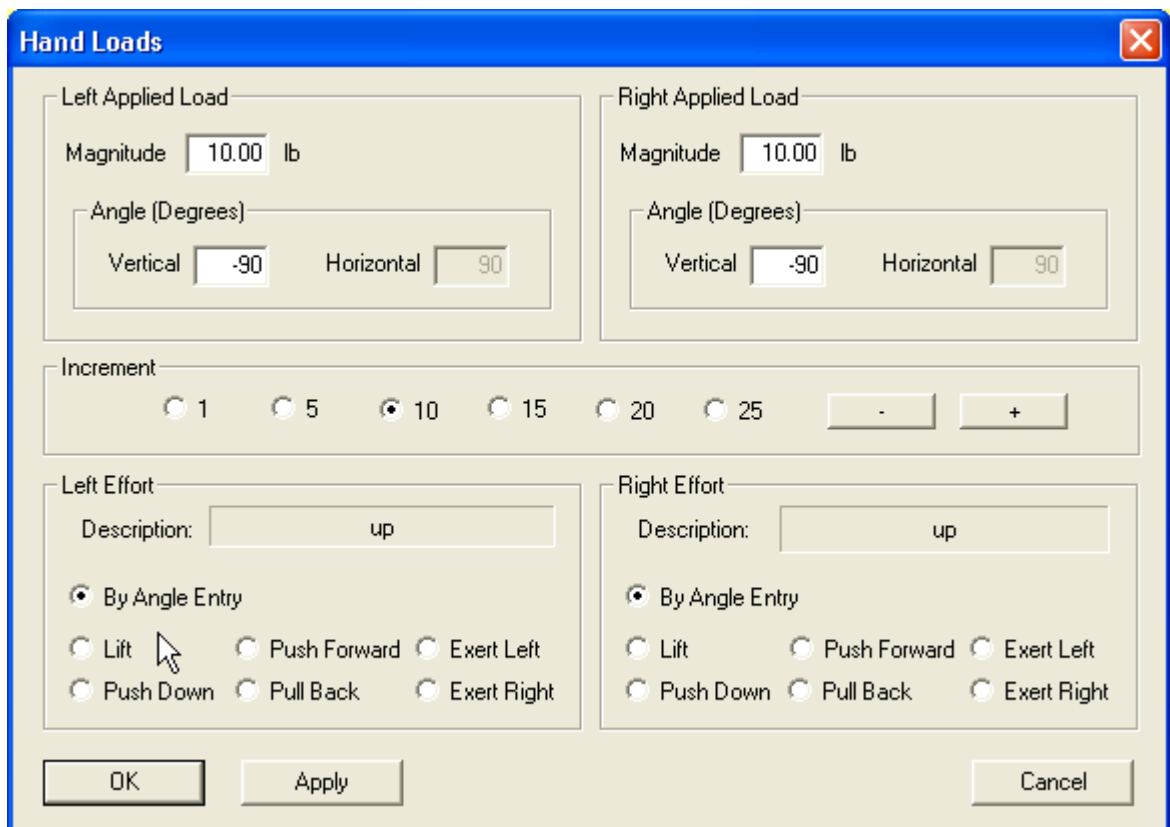 Hand Loads
Left Applied Load
Magnitude 10.00 lb
Angle (Degrees)
Vertical -90 Horizontal 90
Right Applied Load
Magnitude 10.00 lb
Angle (Degrees)
Vertical -90 Horizontal 90
Increment
1 5 10 15 20 25 - +
Left Effort
Description: up
By Angle Entry
Lift Push Forward Exert Left
Push Down Pull Back Exert Right
Right Effort
Description: up
By Angle Entry
Lift Push Forward Exert Left
Push Down Pull Back Exert Right
OK Apply Cancel